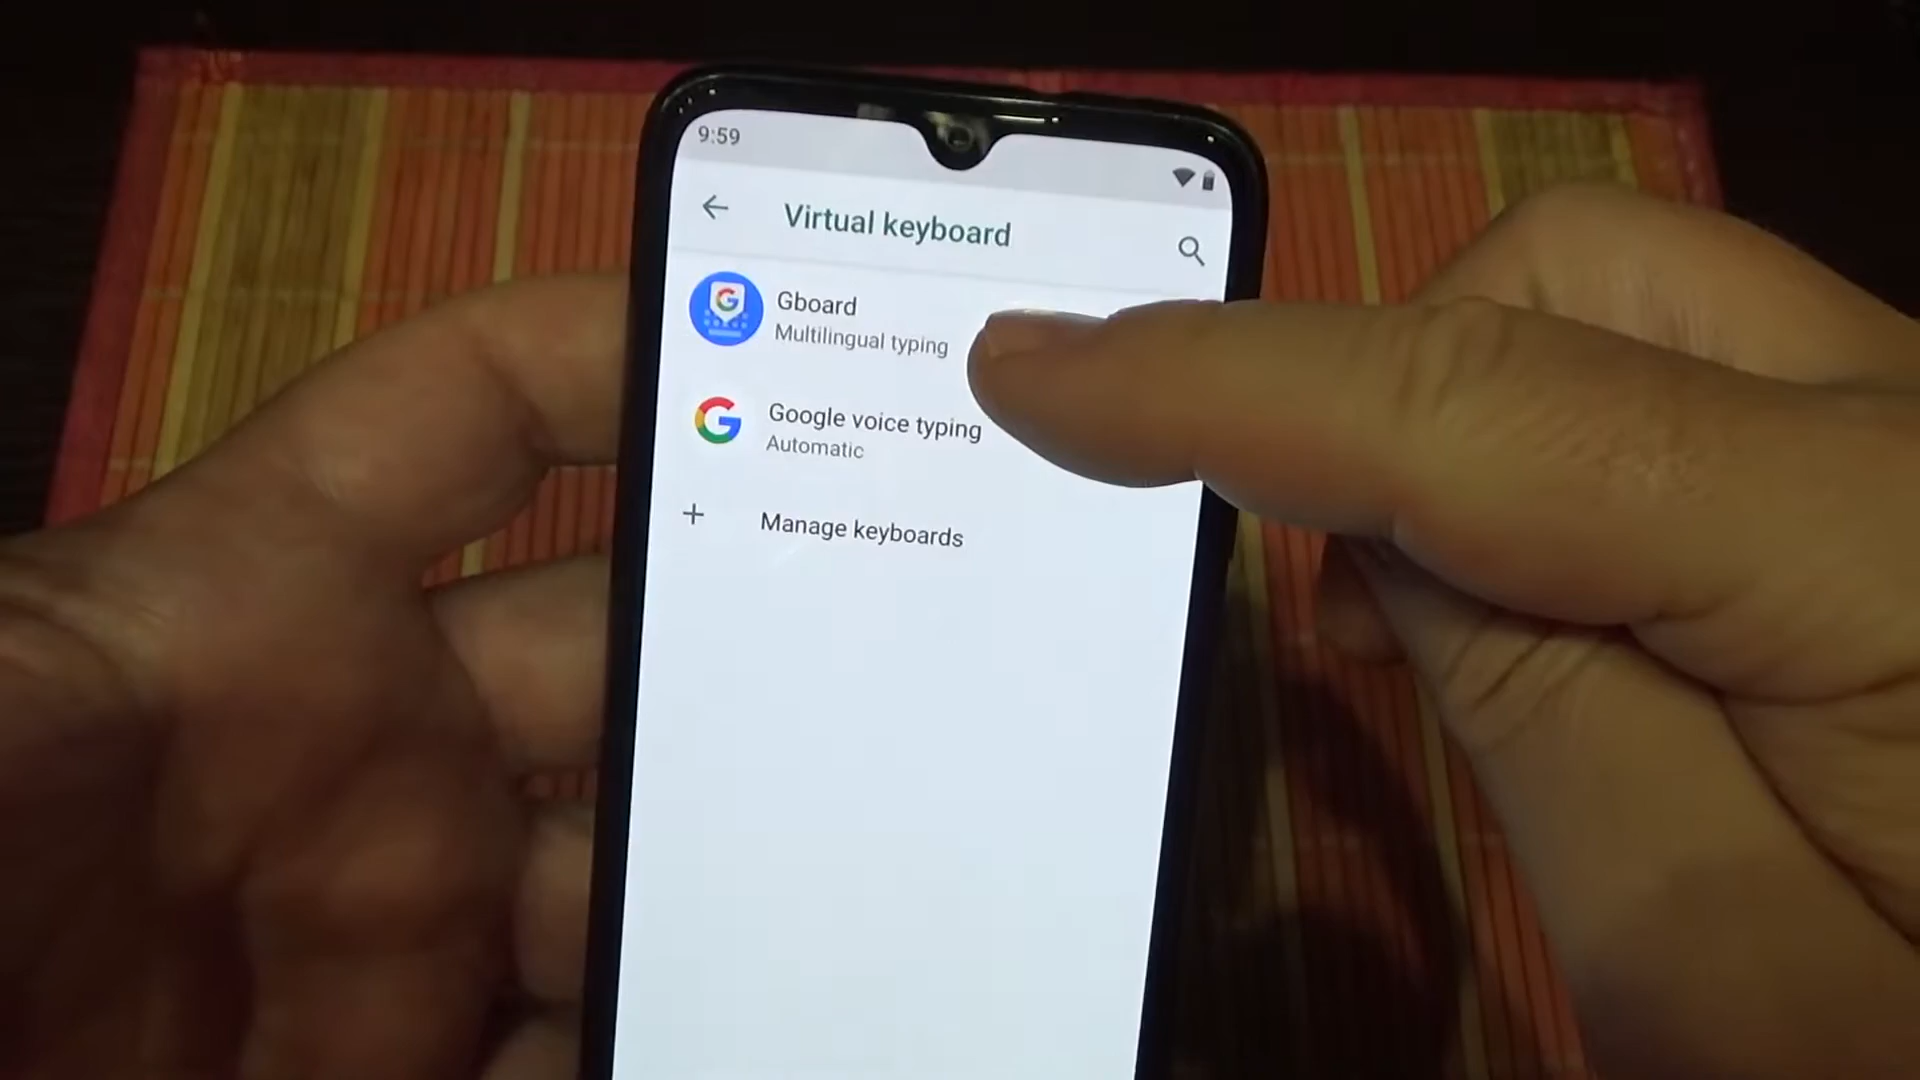 9:59
Virtual keyboard
Gboard
Multilingual typing
Google voice typing
Automatic
Manage keyboards